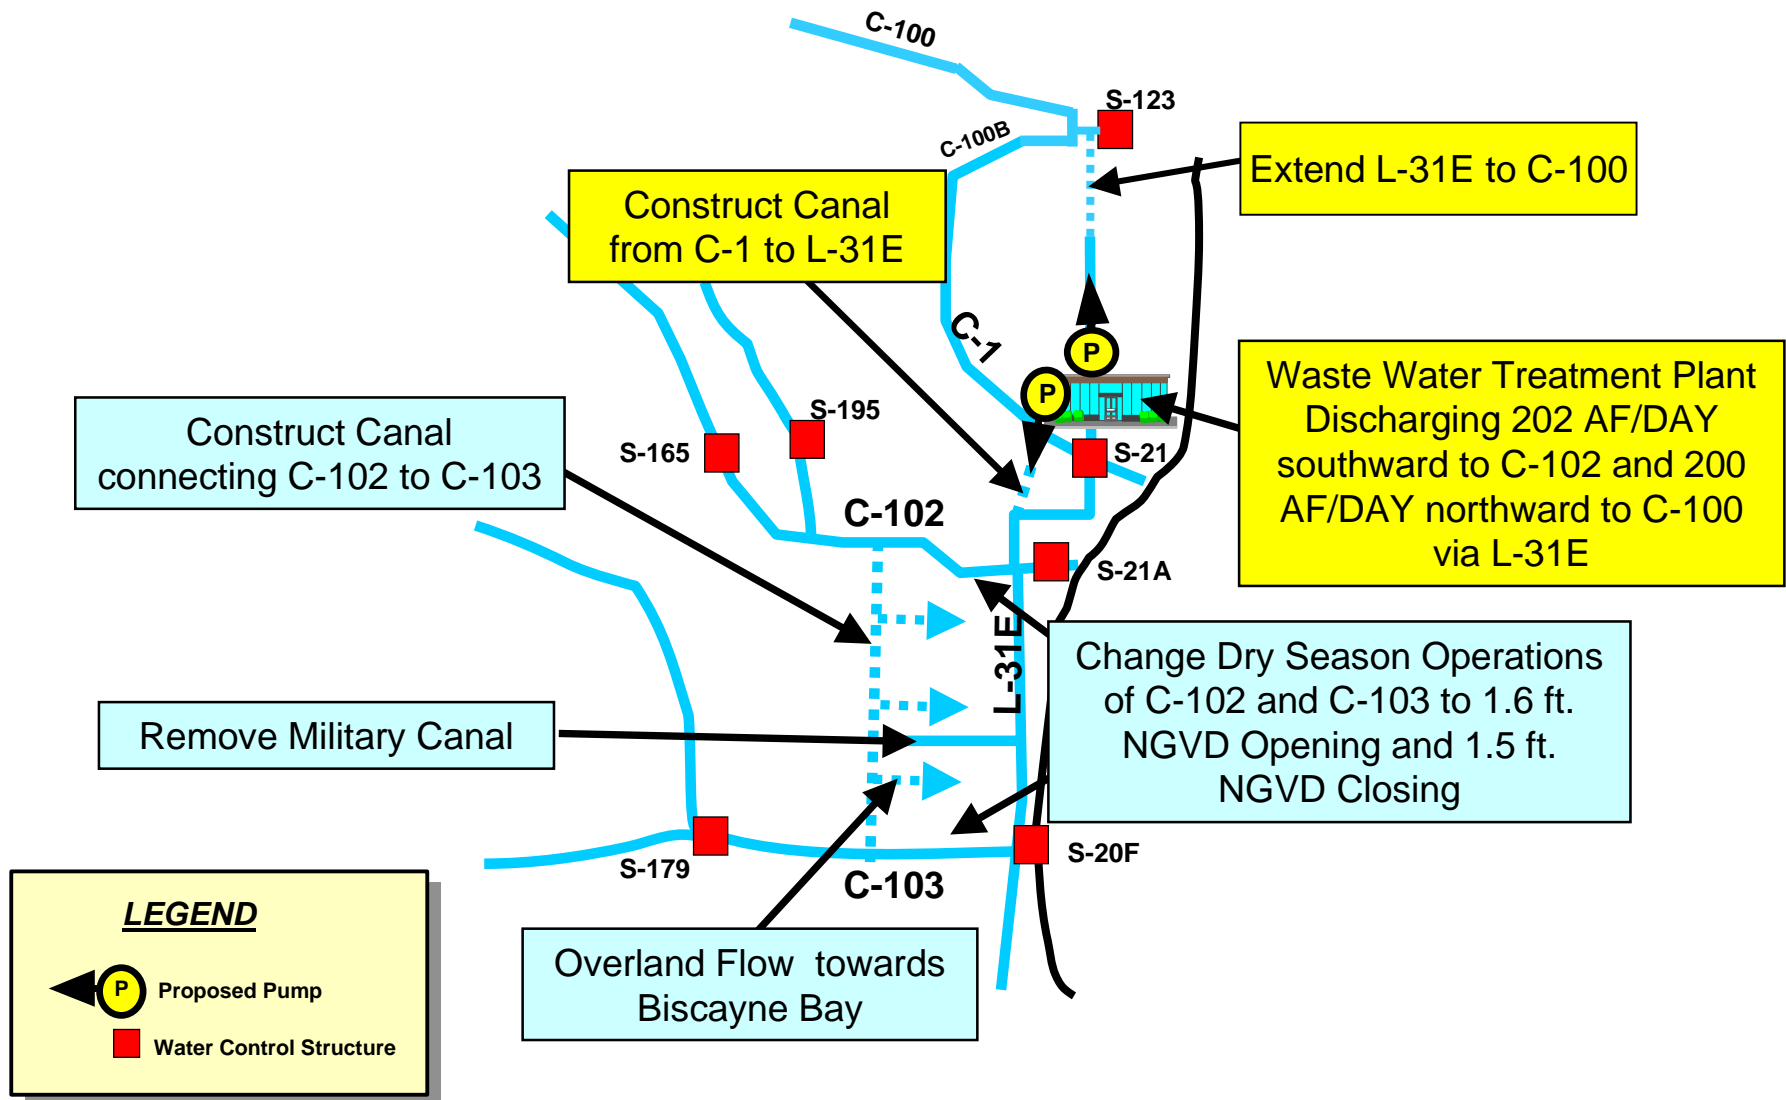 C-100
S-123
C-100B
Extend L-31E to C-100
Construct Canal
from C-1 to L-31E
C-1
P
P
Waste Water Treatment Plant
Discharging 202 AF/DAY
southward to C-102 and 200
AF/DAY northward to C-100
via L-31E
S-195
S-165
S-21
Construct Canal
connecting C-102 to C-103
C-102
S-21A
L-31E
Change Dry Season Operations
of C-102 and C-103 to 1.6 ft.
NGVD Opening and 1.5 ft.
NGVD Closing
Remove Military Canal
S-179
S-20F
C-103
Overland Flow towards
Biscayne Bay
LEGEND
P Proposed Pump
Water Control Structure